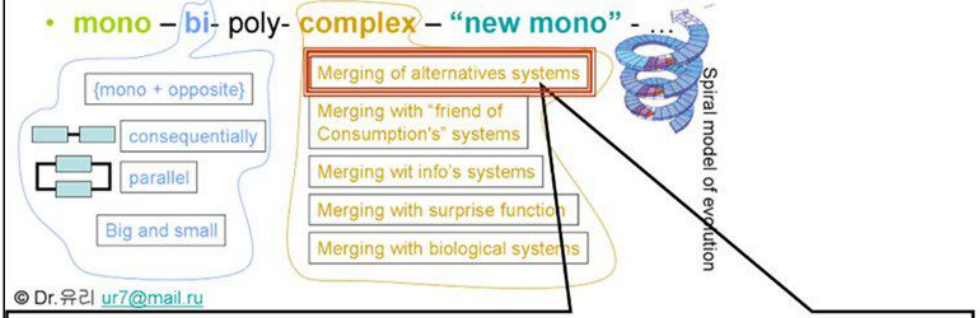 • mono – bi- poly- complex – “new mono” - ...
{mono + opposite}
consequentially
parallel
Big and small
Merging of alternatives systems
Merging with “friend of
Consumption's” systems
Merging wit info's systems
Merging with surprise function
Merging with biological systems
Spiral model of evolution
© Dr.유리 ur7@mail.ru